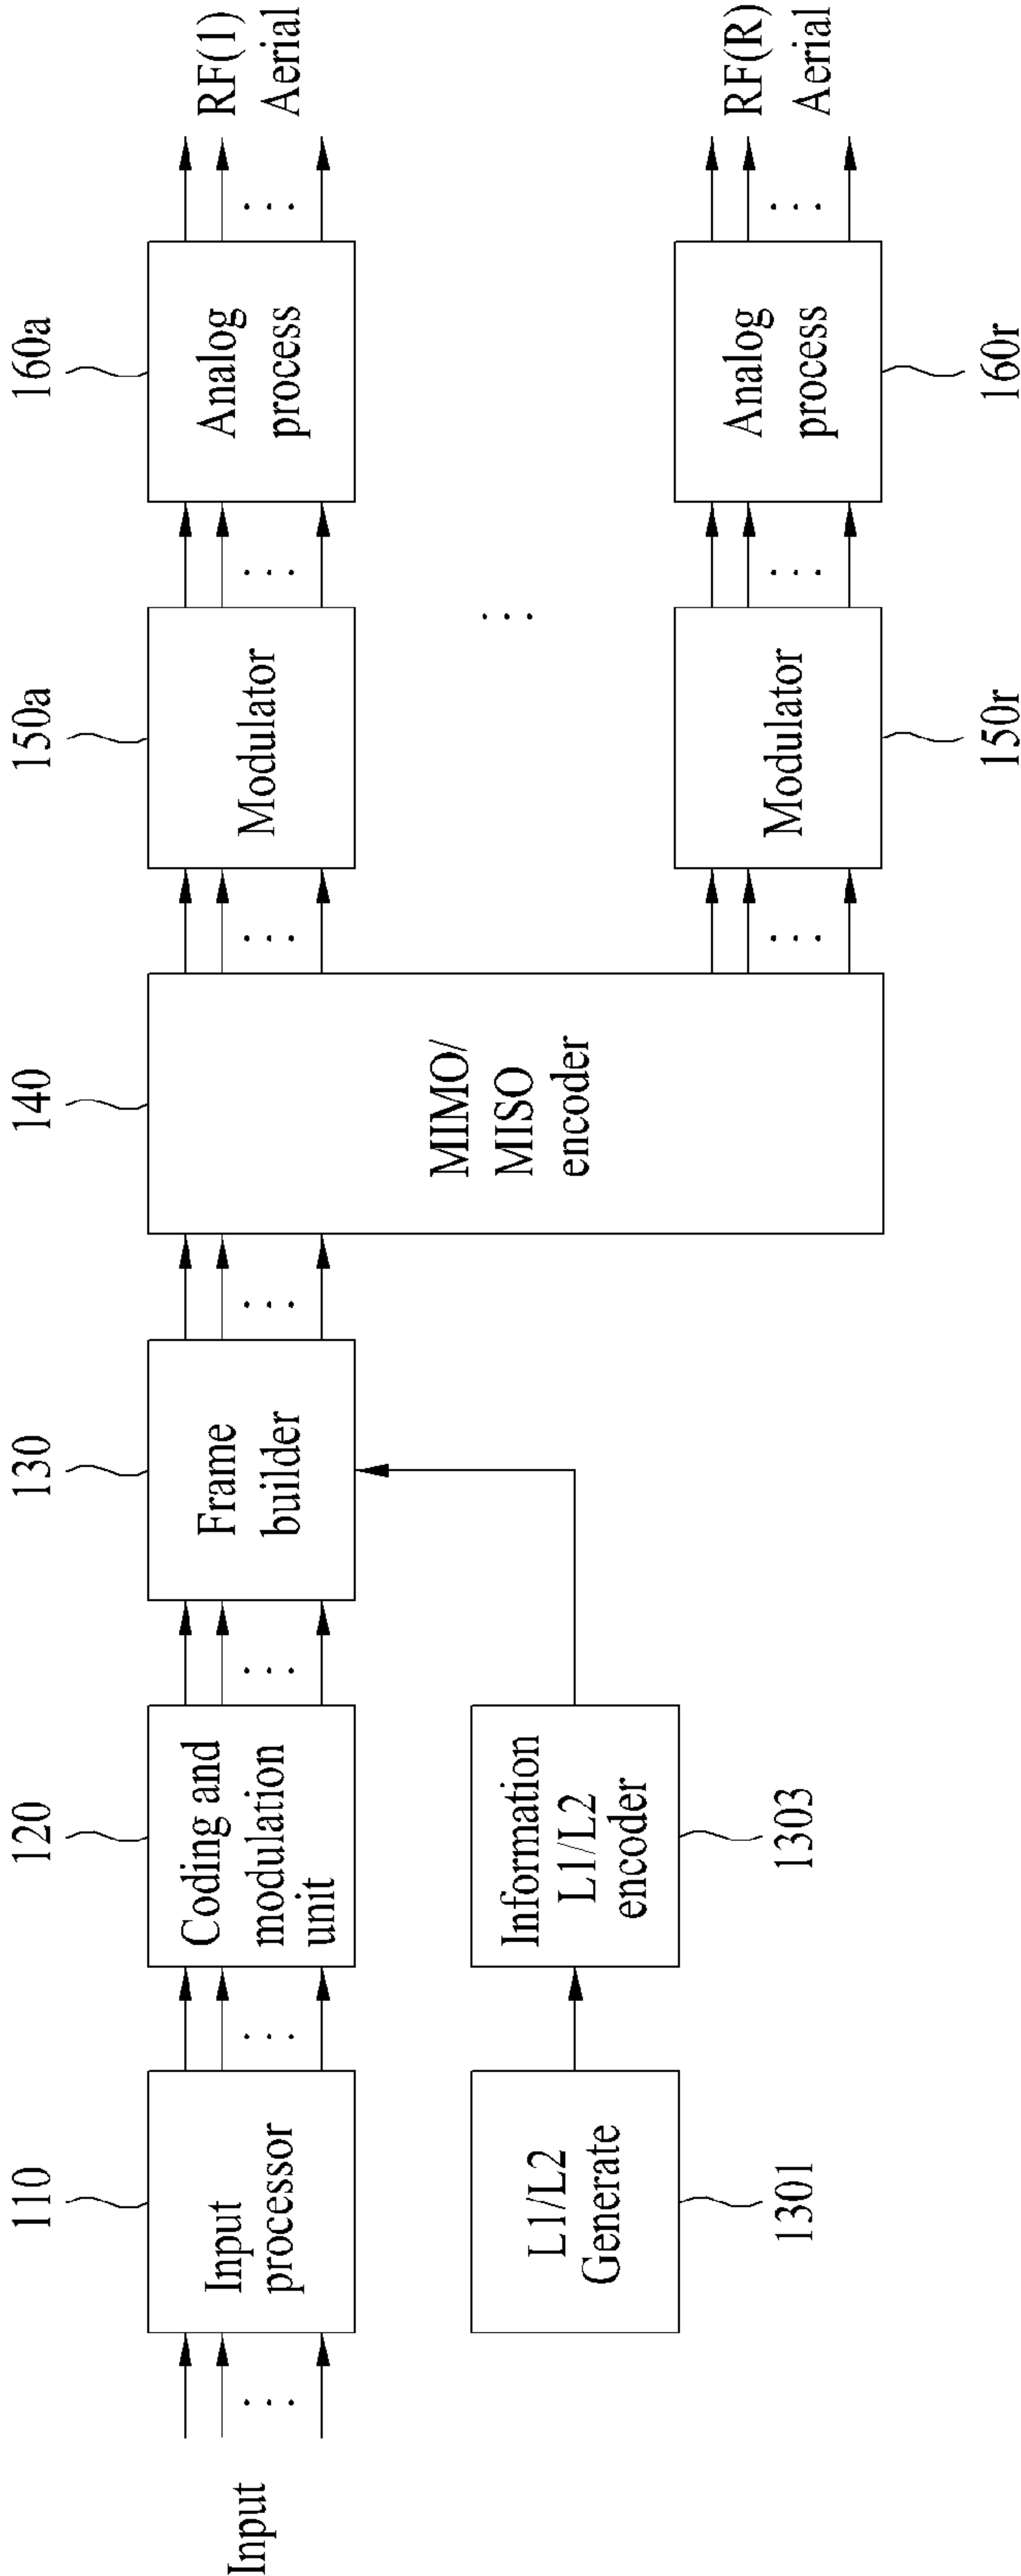 Input
110
Input
processor
120
Coding and
modulation
unit
130
Frame
builder
140
MIMO/
MISO
encoder
150a
Modulator
160a
Analog
process
RF(1)
Aerial
...
150r
Modulator
160r
Analog
process
RF(R)
Aerial
L1/L2
Generate
1301
Information
L1/L2
encoder
1303